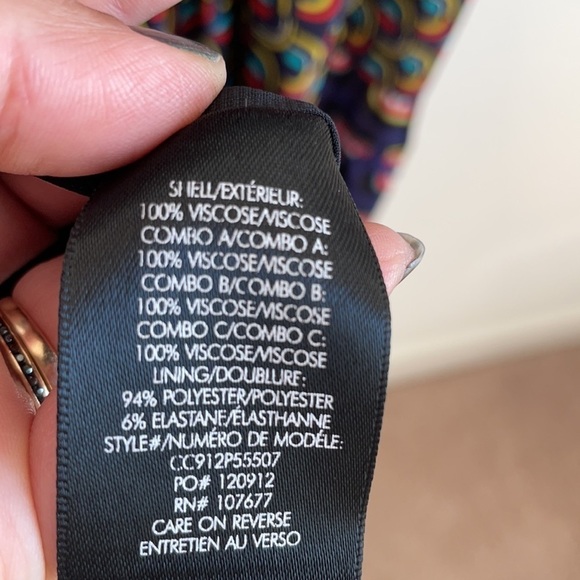 SHELL/EXTÉRIEUR:
100% VISCOSE/VISCOSE
COMBO A/COMBO A:
100% VISCOSE/VISCOSE
COMBO B/COMBO B:
100% VISCOSE/VISCOSE
COMBO C/COMBO C:
100% VISCOSE/VISCOSE
LINING/DOUBLURE:
94% POLYESTER/POLYESTER
6% ELASTANE/ÉLASTHANNE
STYLE#/NUMÉRO DE MODÈLE:
CC912P55507
PO# 120912
RN# 107677
CARE ON REVERSE
ENTRETIEN AU VERSO